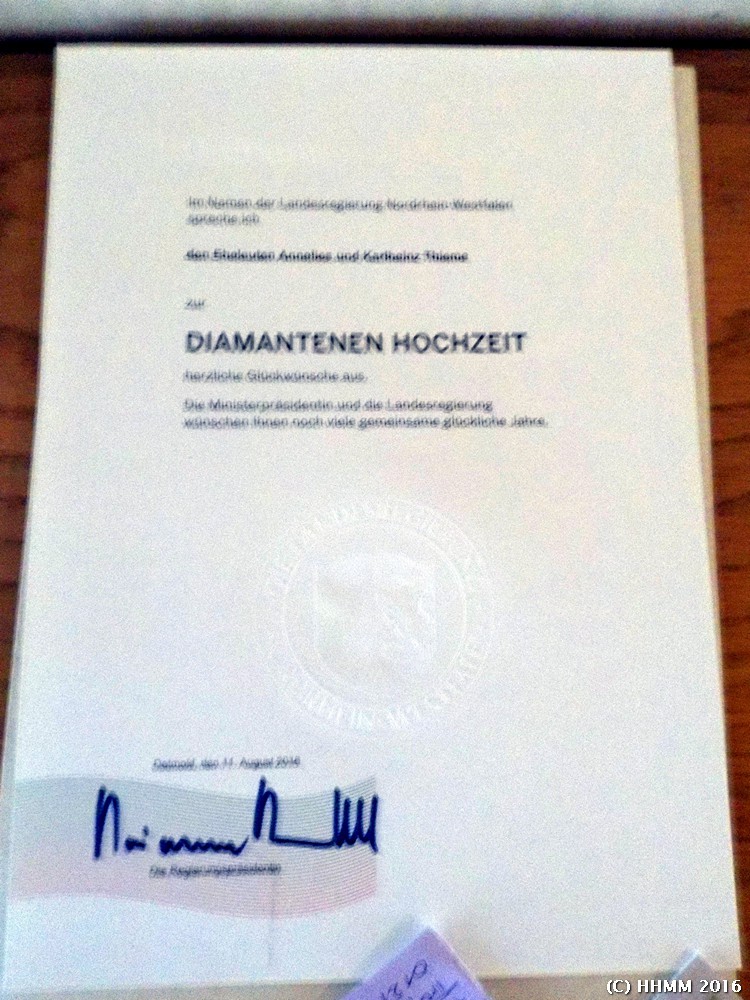 Im Namen der Landesregierung Nordrhein-Westfalen
spreche ich
den Eheleuten Annelies und Karlheinz Thieme
zur
DIAMANTENEN HOCHZEIT
herzliche Glückwünsche aus.
Die Ministerpräsidentin und die Landesregierung
wünschen Ihnen noch viele gemeinsame glückliche Jahre.
Detmold, den 11. August 2016
Die Regierungspräsidentin
(C) HHMM 2016